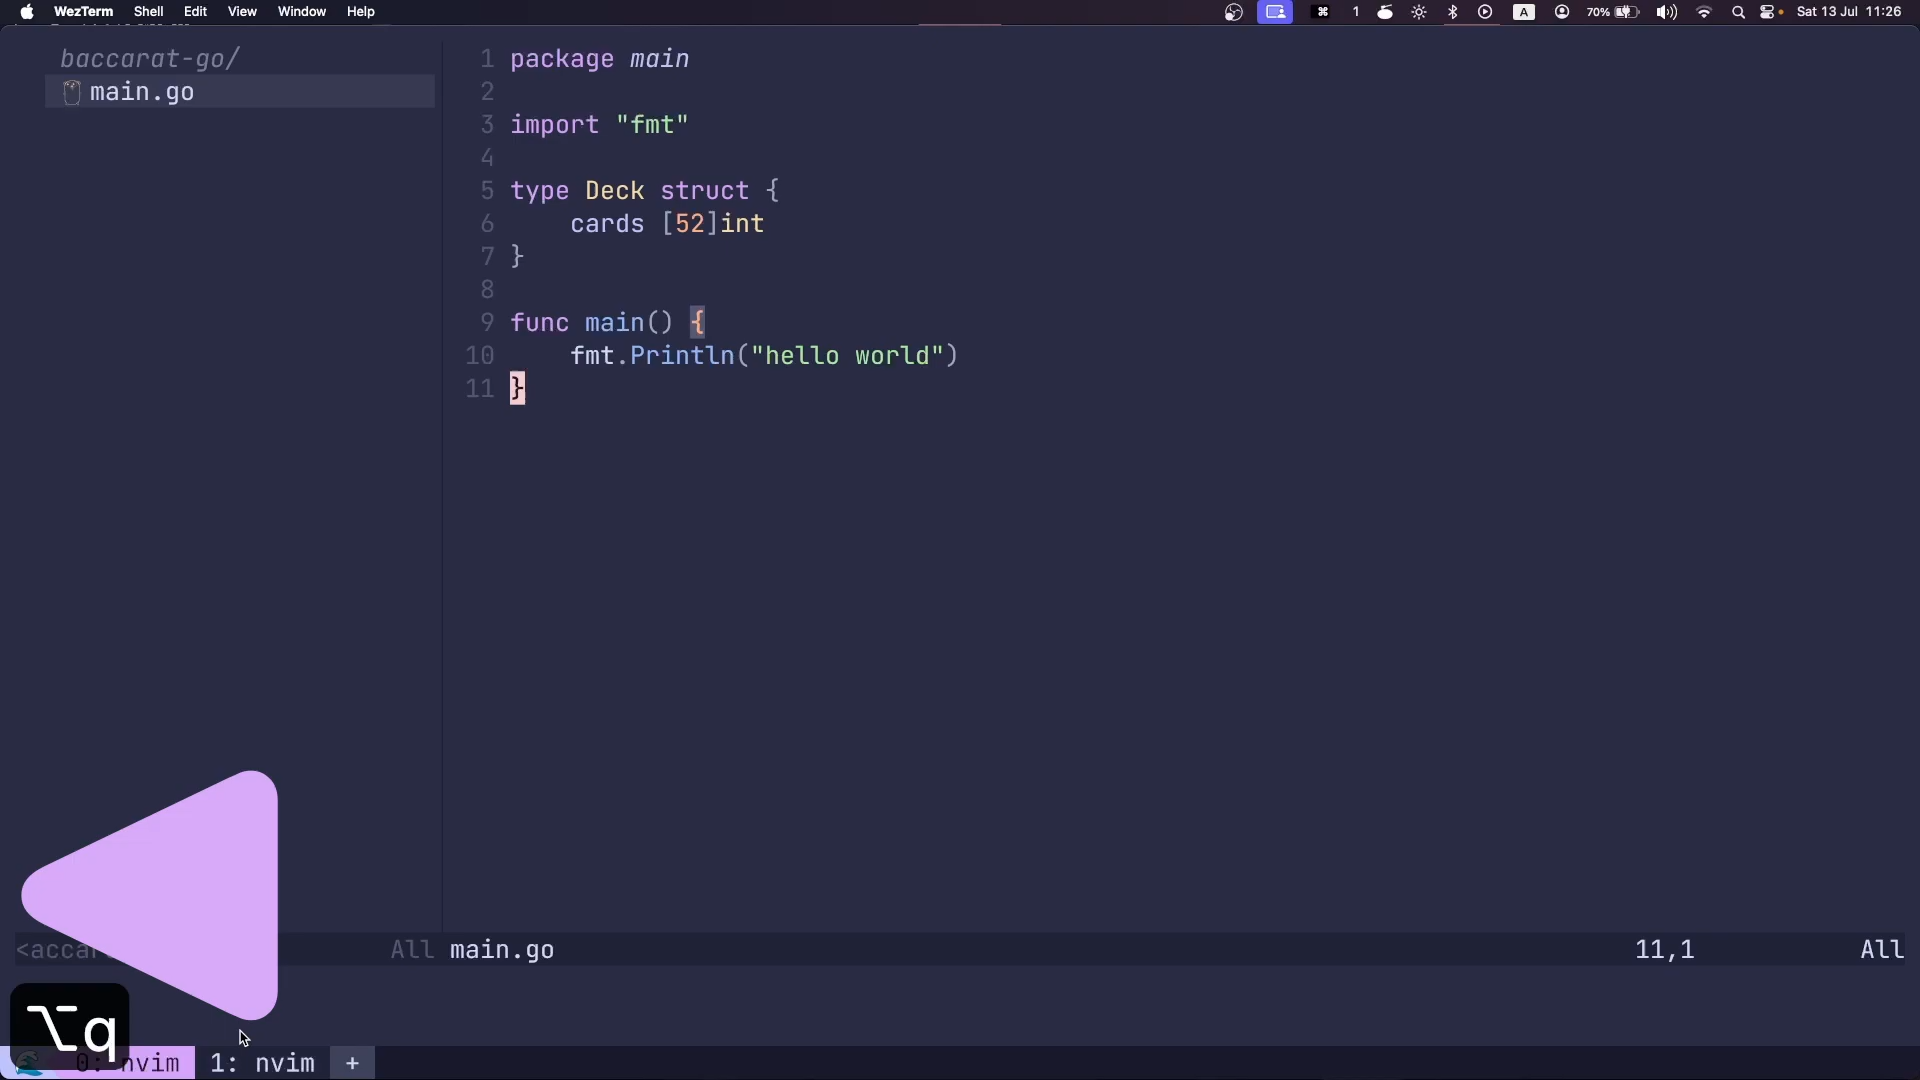 WezTerm Shell Edit View Window Help
1 A 70% Sat 13 Jul 11:26
baccarat-go/
main.go
1 package main
2
3 import "fmt"
4
5 type Deck struct {
6 cards [52]int
7 }
8
9 func main() {
10 fmt.Println("hello world")
11 }
<accar All main.go 11,1 All
⌥q
0: nvim 1: nvim +